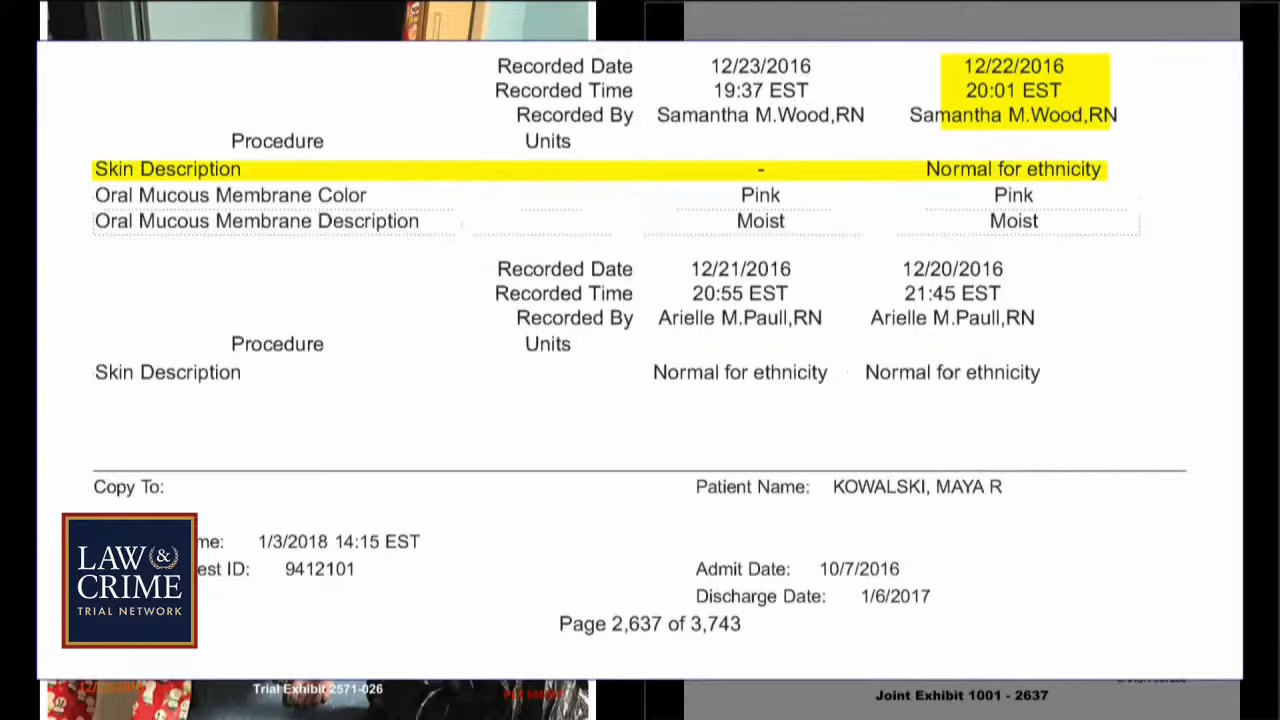 Recorded Date 12/23/2016 12/22/2016
Recorded Time 19:37 EST 20:01 EST
Recorded By Samantha M.Wood,RN Samantha M.Wood,RN
Procedure Units
Skin Description - Normal for ethnicity
Oral Mucous Membrane Color Pink Pink
Oral Mucous Membrane Description Moist Moist
Recorded Date 12/21/2016 12/20/2016
Recorded Time 20:55 EST 21:45 EST
Recorded By Arielle M.Paull,RN Arielle M.Paull,RN
Procedure Units
Skin Description Normal for ethnicity Normal for ethnicity
Copy To: Patient Name: KOWALSKI, MAYA R
me: 1/3/2018 14:15 EST
est ID: 9412101 Admit Date: 10/7/2016
Discharge Date: 1/6/2017
Page 2,637 of 3,743
LAW &
CRIME
TRIAL NETWORK
Trial Exhibit 2571-026
Joint Exhibit 1001 - 2637